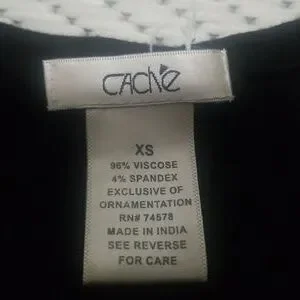 CACHE
XS
96% VISCOSE
4% SPANDEX
EXCLUSIVE OF
ORNAMENTATION
RN# 74578
MADE IN INDIA
SEE REVERSE
FOR CARE